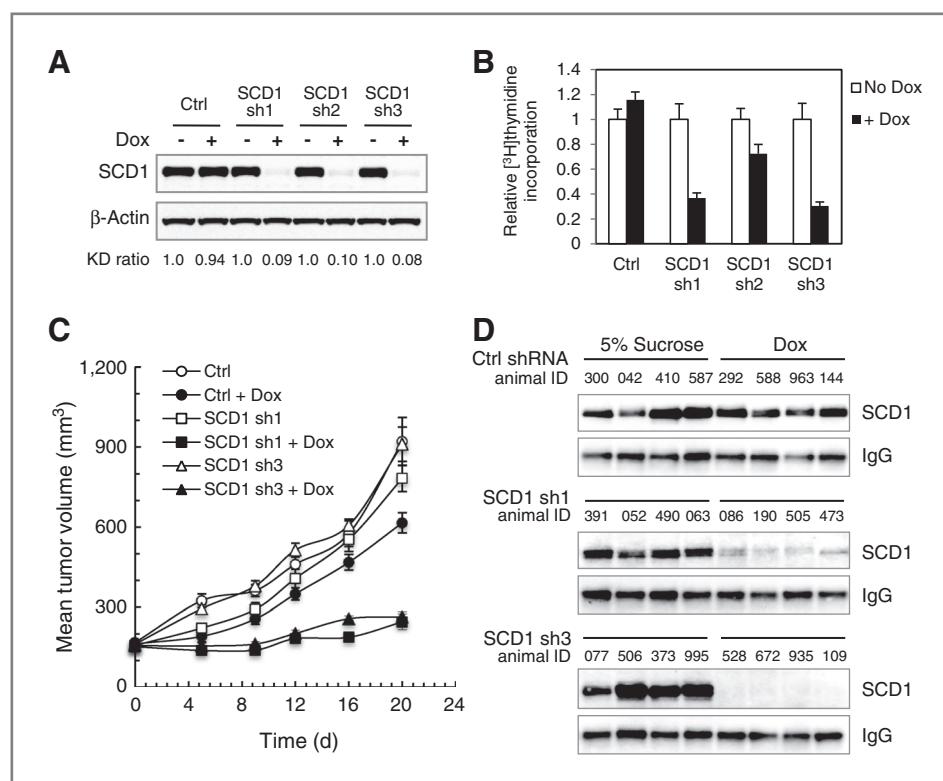 A
Ctrl
SCD1 sh1
SCD1 sh2
SCD1 sh3
Dox - + - + - + - +
SCD1
β-Actin
KD ratio 1.0 0.94 1.0 0.09 1.0 0.10 1.0 0.08
B
Relative [³H]thymidine incorporation
1.4
1.2
1
0.8
0.6
0.4
0.2
0
Ctrl
SCD1 sh1
SCD1 sh2
SCD1 sh3
No Dox
+ Dox
C
Mean tumor volume (mm³)
1,200
900
600
300
0
0 4 8 12 16 20 24
Time (d)
Ctrl
Ctrl + Dox
SCD1 sh1
SCD1 sh1 + Dox
SCD1 sh3
SCD1 sh3 + Dox
D
5% Sucrose Dox
Ctrl shRNA
animal ID 300 042 410 587 292 588 963 144
SCD1
IgG
SCD1 sh1
animal ID 391 052 490 063 086 190 505 473
SCD1
IgG
SCD1 sh3
animal ID 077 506 373 995 528 672 935 109
SCD1
IgG